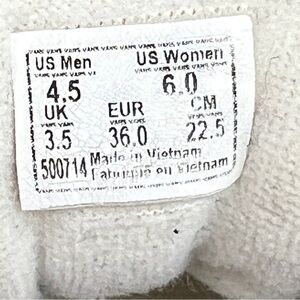 US Men US Women
4.5 6.0
UK EUR CM
3.5 36.0 22.5
500714 Made in Vietnam
Fabriqué en Vietnam